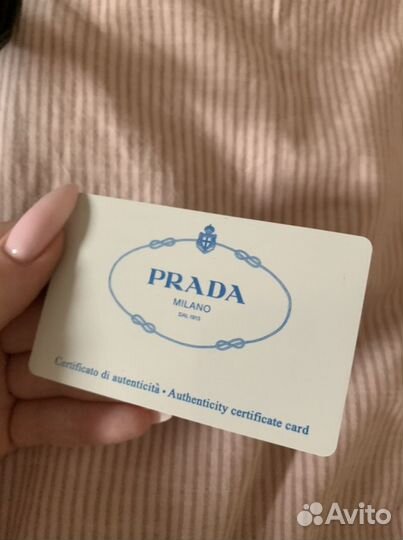 PRADA
MILANO
DAL 1913
Certificato di autenticità • Authenticity certificate card
Avito